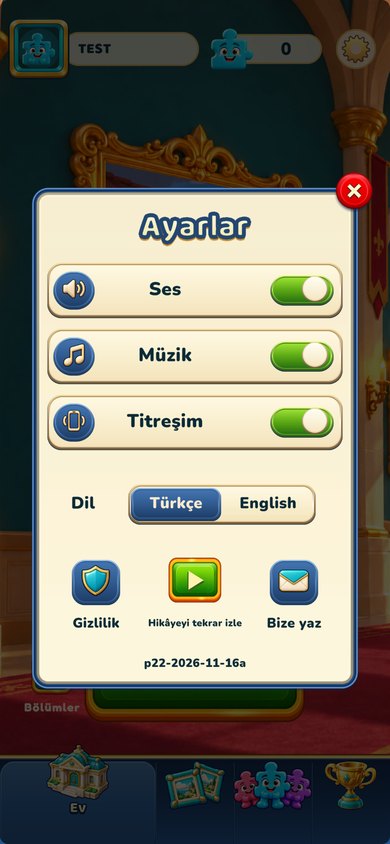 TEST
0
Ayarlar
Ses
Müzik
Titreşim
Dil
Türkçe
English
Gizlilik
Hikâyeyi tekrar izle
Bize yaz
p22-2026-11-16a
Bölümler
Ev